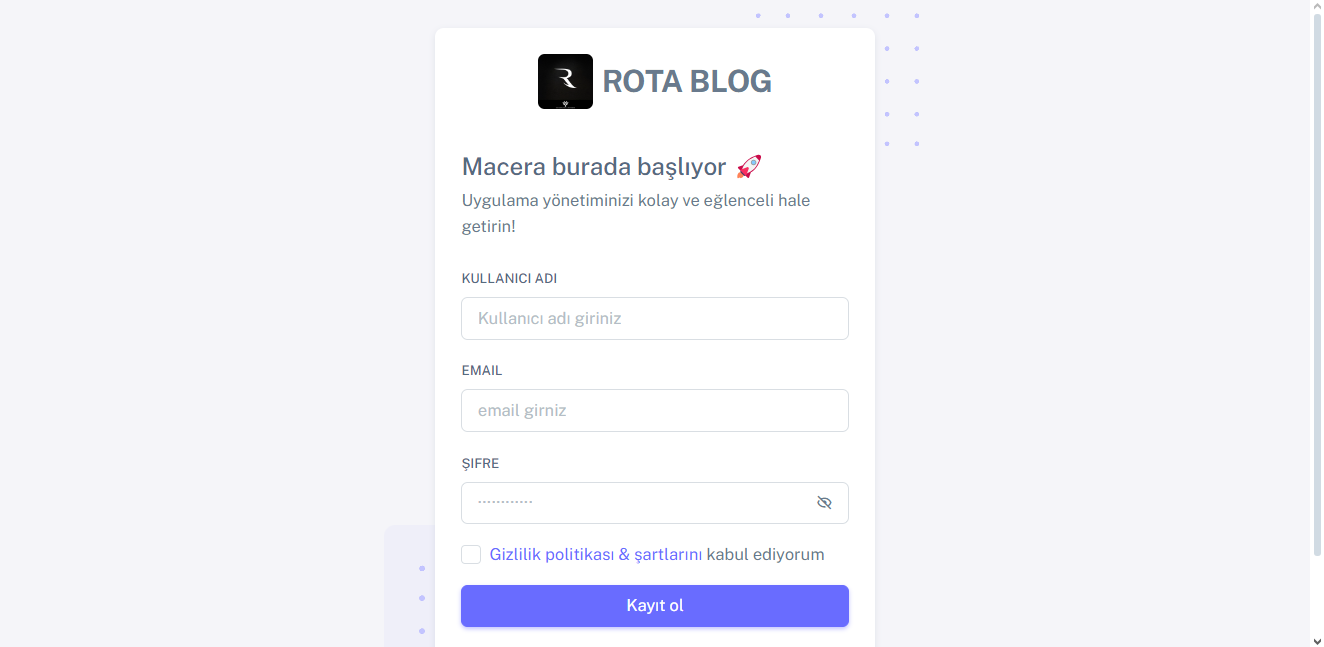 ROTA BLOG
Macera burada başlıyor 🚀
Uygulama yönetiminizi kolay ve eğlenceli hale
getirin!
KULLANICI ADI
Kullanıcı adı giriniz
EMAIL
email girniz
ŞIFRE
············
Gizlilik politikası & şartlarını kabul ediyorum
Kayıt ol